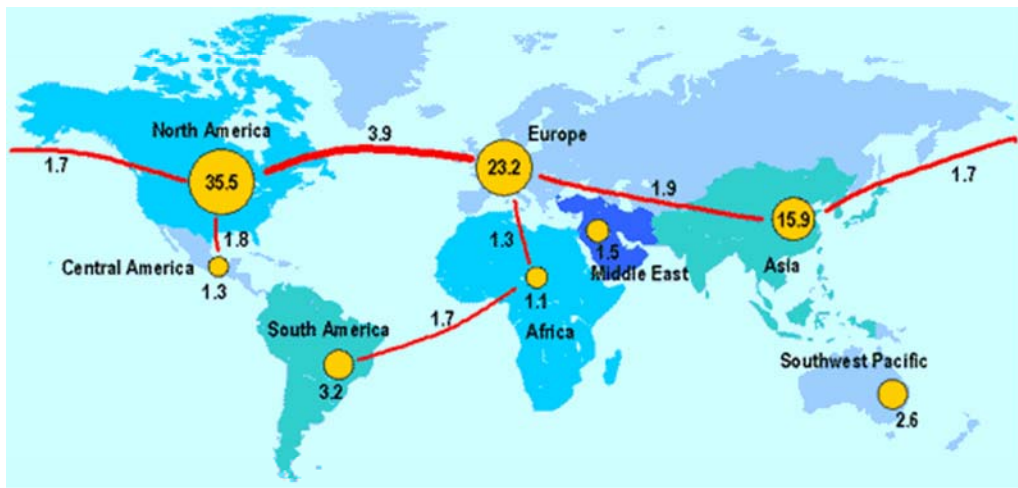 North America
3.9
Europe
1.7
35.5
23.2
1.7
1.9
15.9
1.8
1.3
1.5
Central America
Middle East
Asia
1.3
1.1
South America
1.7
Africa
Southwest Pacific
3.2
2.6